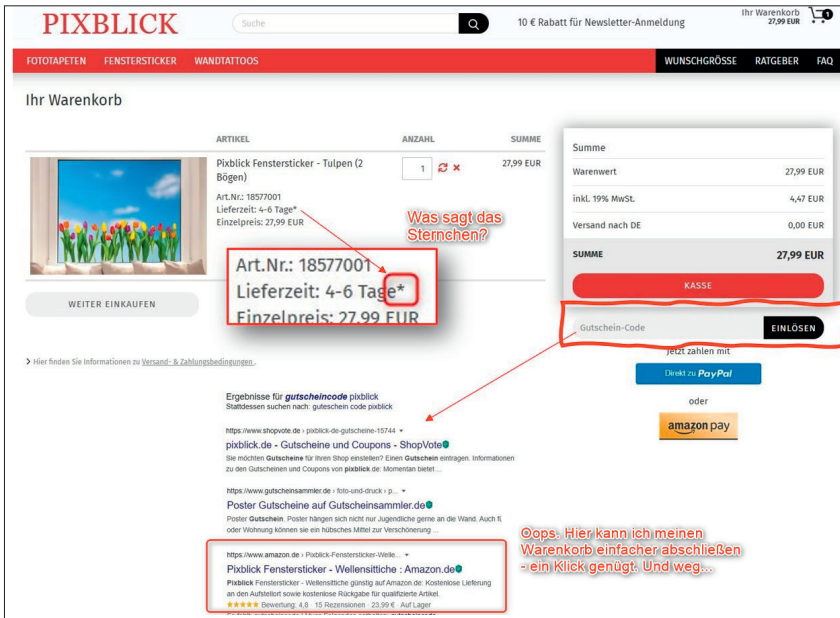 PIXBLICK
Suche
10 € Rabatt für Newsletter-Anmeldung
Ihr Warenkorb
27,99 EUR
1
FOTOTAPETEN FENSTERSTICKER WANDTATTOOS
WUNSCHGRÖSSE RATGEBER FAQ
Ihr Warenkorb
ARTIKEL ANZAHL SUMME
Pixblick Fenstersticker - Tulpen (2
Bögen)
1
27,99 EUR
Art.Nr.: 18577001
Lieferzeit: 4-6 Tage*
Einzelpreis: 27,99 EUR
Was sagt das
Sternchen?
Art.Nr.: 18577001
Lieferzeit: 4-6 Tage*
Einzelpreis: 27,99 EUR
WEITER EINKAUFEN
Summe
Warenwert 27,99 EUR
inkl. 19% MwSt. 4,47 EUR
Versand nach DE 0,00 EUR
SUMME 27,99 EUR
KASSE
Gutschein-Code EINLÖSEN
Jetzt zahlen mit
Direkt zu PayPal
oder
amazon pay
Hier finden Sie Informationen zu Versand- & Zahlungsbedingungen .
Ergebnisse für gutscheincode pixblick
Stattdessen suchen nach: guteschein code pixblick
https://www.shopvote.de › pixblick-de-gutscheine-15744
pixblick.de - Gutscheine und Coupons - ShopVote
Sie möchten Gutscheine für Ihren Shop einstellen? Einen Gutschein eintragen. Informationen
zu den Gutscheinen und Coupons von pixblick.de: Momentan bietet ...
https://www.gutscheinsammler.de › foto-und-druck › p...
Poster Gutscheine auf Gutscheinsammler.de
Poster Gutschein. Poster hängen sich nicht nur Jugendliche gerne an die Wand. Auch fü
oder Wohnung können sie ein hübsches Mittel zur Verschönerung ...
https://www.amazon.de › Pixblick-Fenstersticker-Welle...
Pixblick Fenstersticker - Wellensittiche : Amazon.de
Pixblick Fenstersticker - Wellensittiche günstig auf Amazon.de: Kostenlose Lieferung
an den Aufstellort sowie kostenlose Rückgabe für qualifizierte Artikel.
Bewertung: 4,8 · 15 Rezensionen · 23,99 € · Auf Lager
Oops. Hier kann ich meinen
Warenkorb einfacher abschließen
- ein Klick genügt. Und weg...